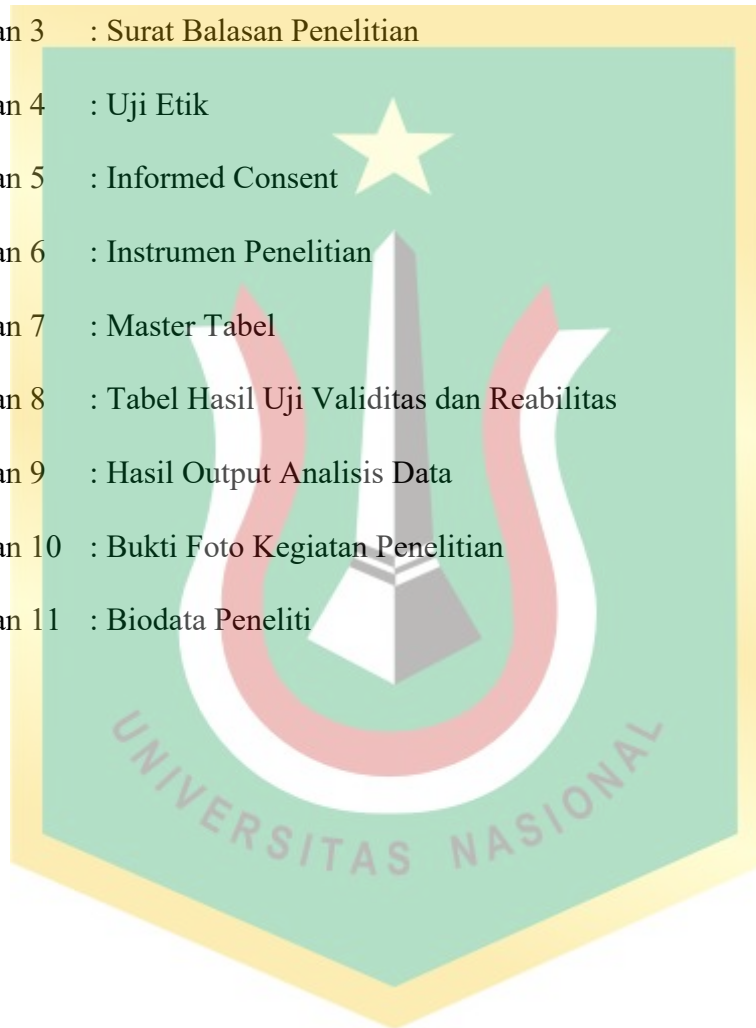 an 3 : Surat Balasan Penelitian
an 4 : Uji Etik
an 5 : Informed Consent
an 6 : Instrumen Penelitian
an 7 : Master Tabel
an 8 : Tabel Hasil Uji Validitas dan Reabilitas
an 9 : Hasil Output Analisis Data
an 10 : Bukti Foto Kegiatan Penelitian
an 11 : Biodata Peneliti
UNIVERSITAS NASIONAL